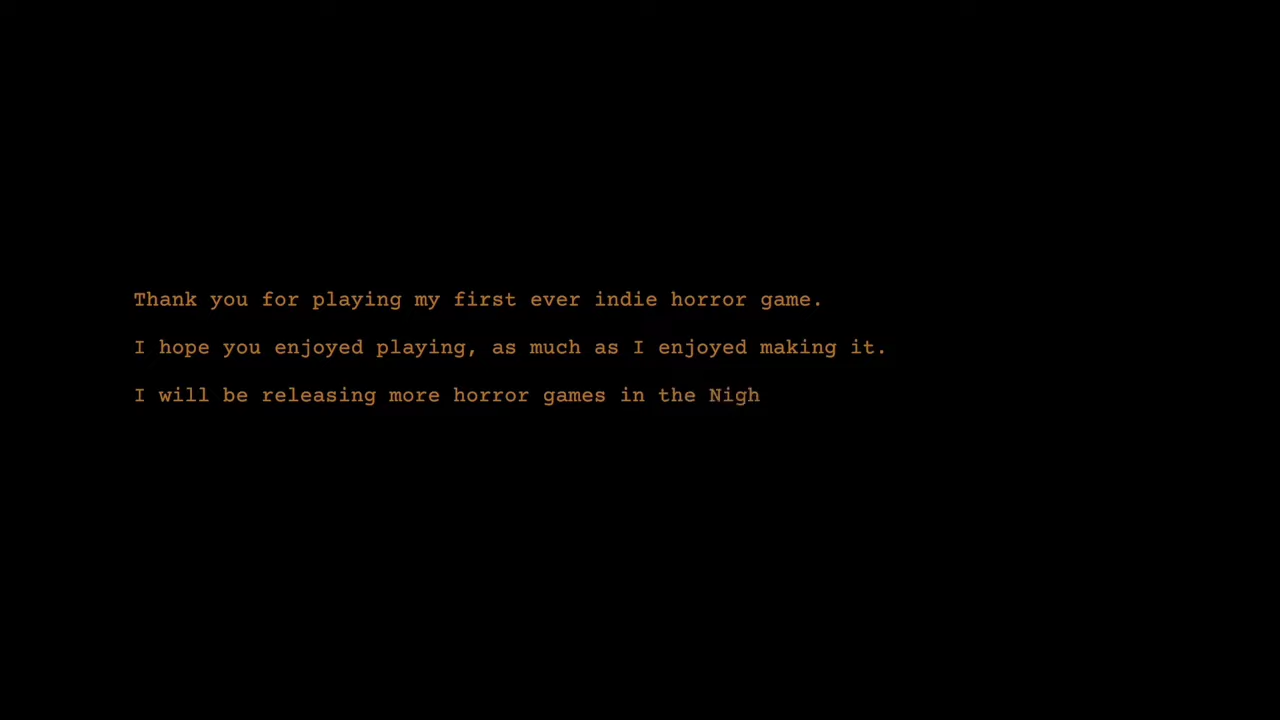 Thank you for playing my first ever indie horror game.
I hope you enjoyed playing, as much as I enjoyed making it.
I will be releasing more horror games in the Nigh